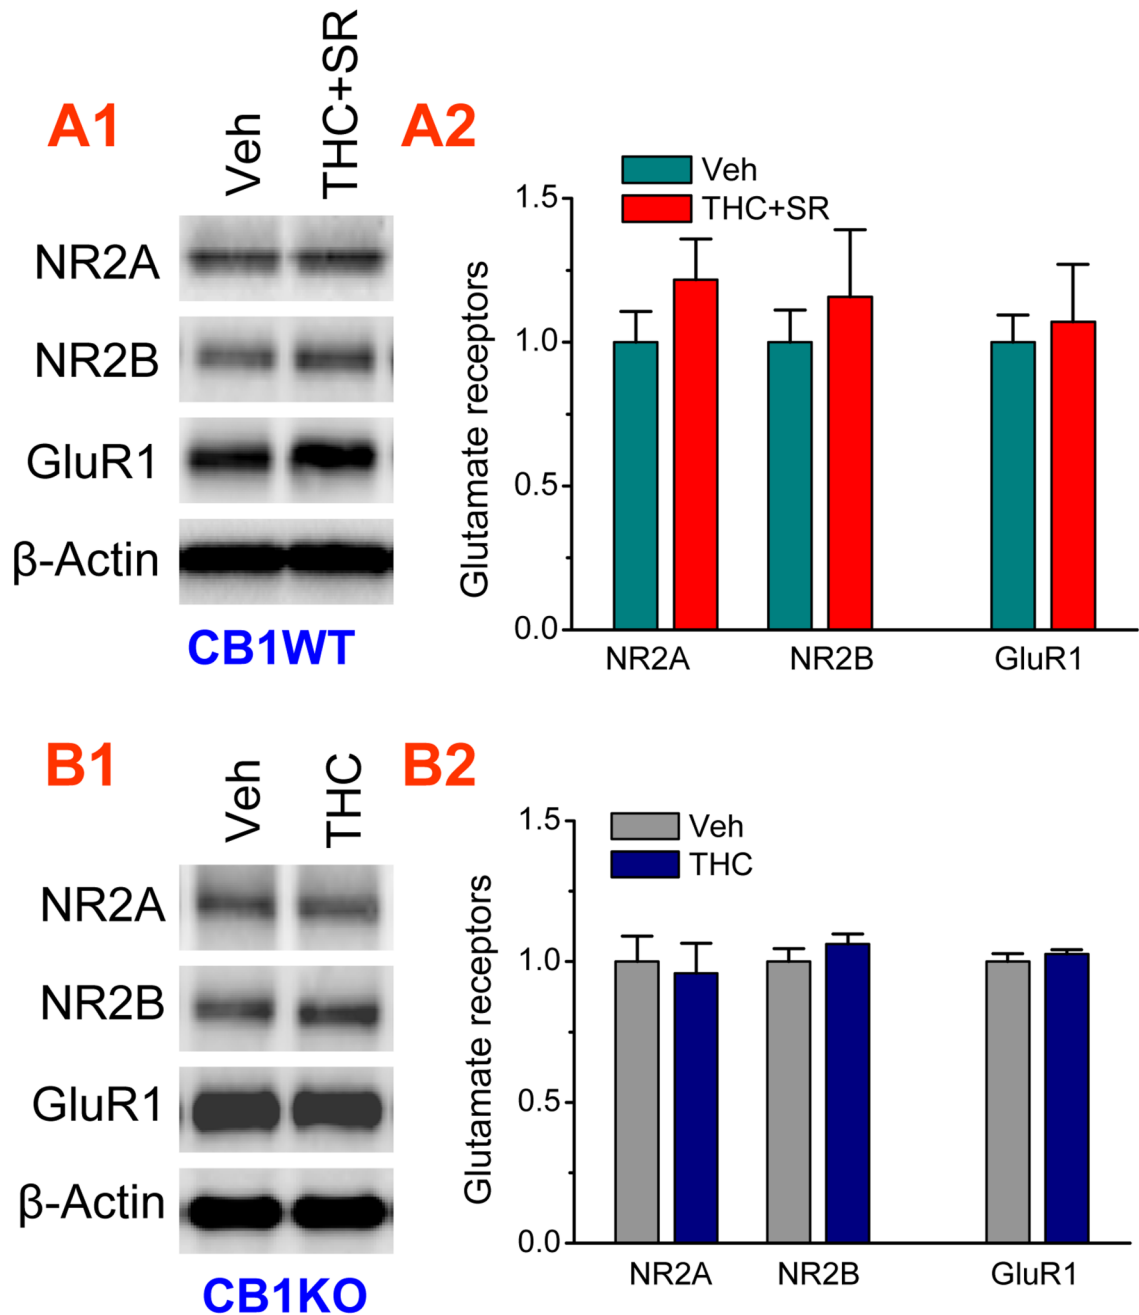 A1
Veh
THC+SR
NR2A
NR2B
GluR1
β-Actin
CB1WT
A2
Veh
THC+SR
Glutamate receptors
1.5
1.0
0.5
0.0
NR2A
NR2B
GluR1
B1
Veh
THC
NR2A
NR2B
GluR1
β-Actin
CB1KO
B2
Veh
THC
Glutamate receptors
1.5
1.0
0.5
0.0
NR2A
NR2B
GluR1